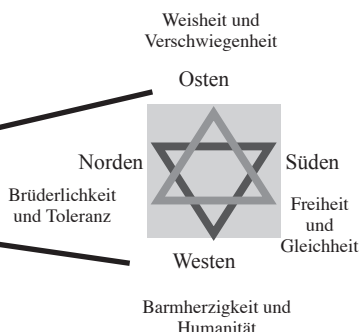 Weisheit und
Verschwiegenheit
Osten
Norden
Süden
Brüderlichkeit
und Toleranz
Freiheit
und
Gleichheit
Westen
Barmherzigkeit und
Humanität